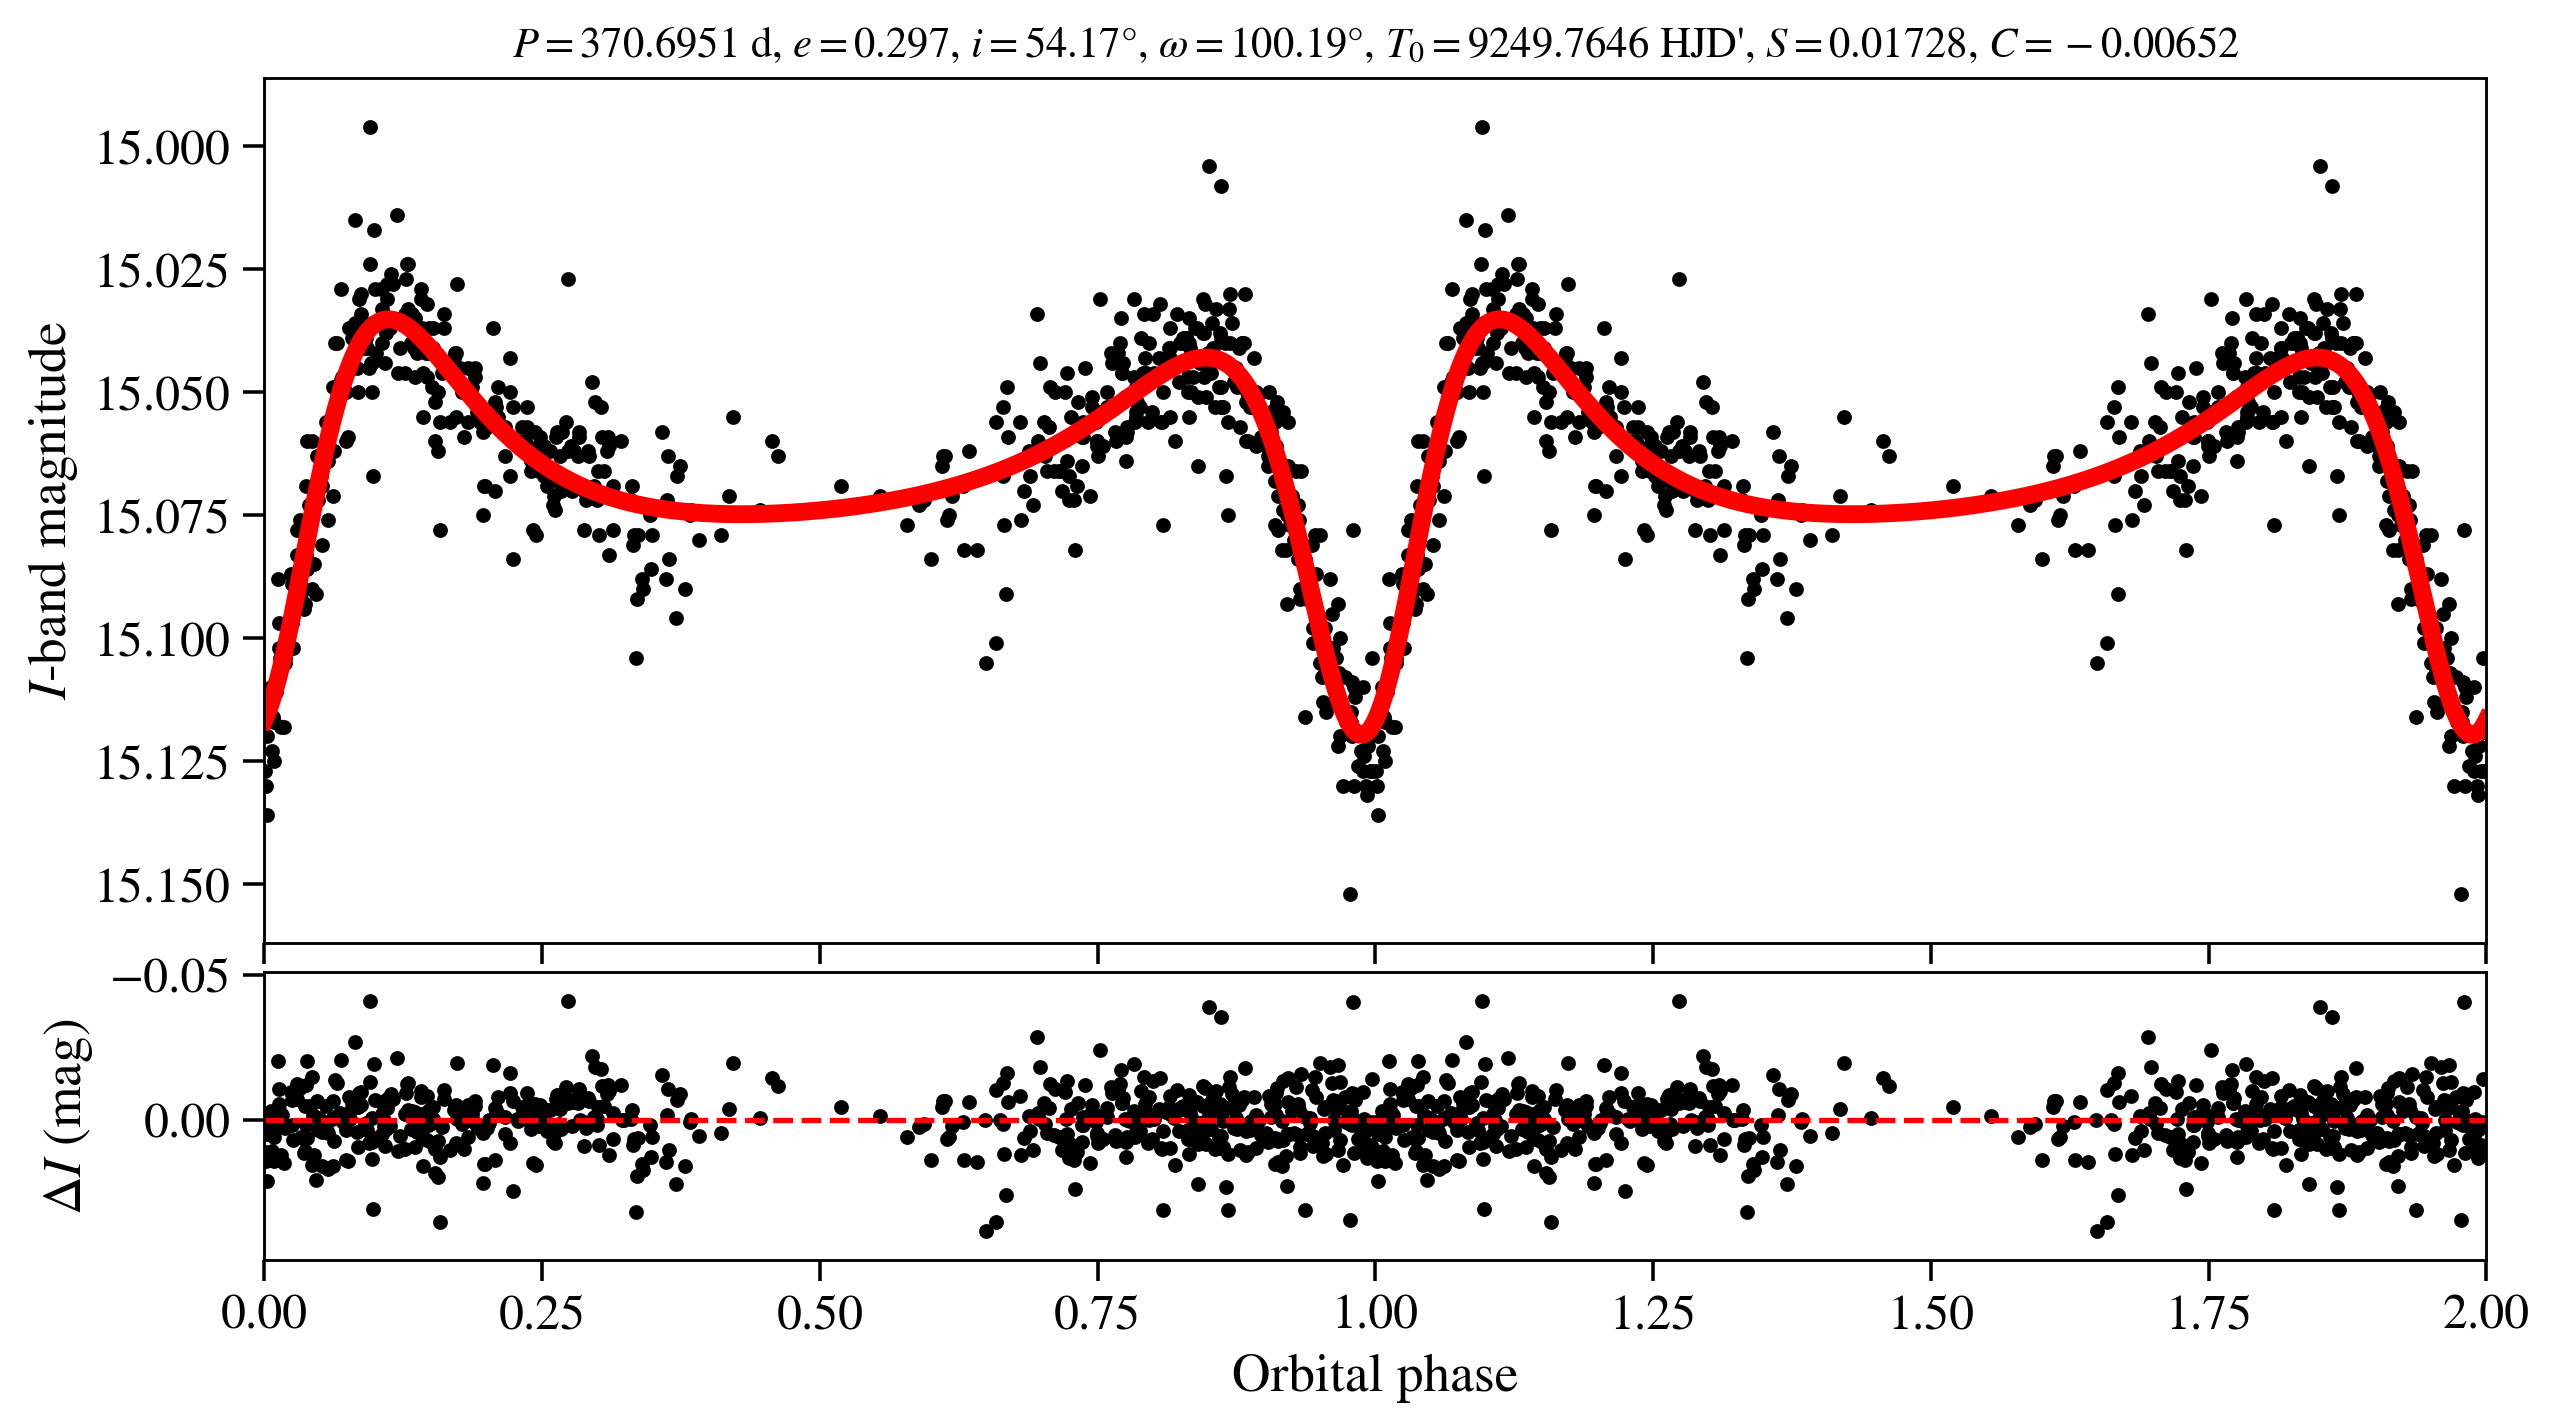 P = 370.6951 d, e = 0.297, i = 54.17°, ω = 100.19°, T₀ = 9249.7646 HJD', S = 0.01728, C = −0.00652
I-band magnitude
15.000
15.025
15.050
15.075
15.100
15.125
15.150
ΔI (mag)
−0.05
0.00
0.00 0.25 0.50 0.75 1.00 1.25 1.50 1.75 2.00
Orbital phase